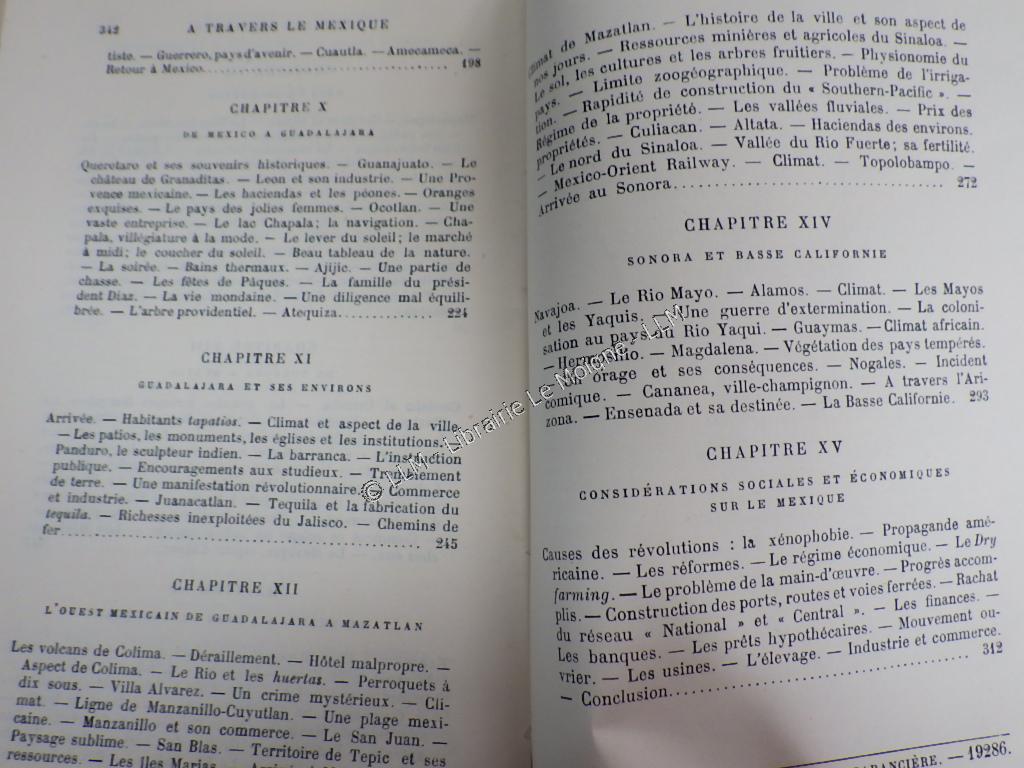 342 A TRAVERS LE MEXIQUE
tiste. — Guerrero, pays d'avenir. — Cuautla. — Amecameca. —
Retour à Mexico. 198
CHAPITRE X
DE MEXICO A GUADALAJARA
Queretaro et ses souvenirs historiques. — Guanajuato. — Le
château de Granaditas. — Leon et son industrie. — Une Pro-
vence mexicaine. — Les haciendas et les péones. — Oranges
exquises. — Le pays des jolies femmes. — Ocotlan. — Une
vaste entreprise. — Le lac Chapala; la navigation. — Cha-
pala, villégiature à la mode. — Le lever du soleil; le marché
à midi; le coucher du soleil. — Beau tableau de la nature.
— La soirée. — Bains thermaux. — Ajijic. — Une partie de
chasse. — Les fêtes de Pâques. — La famille du prési-
dent Diaz. — La vie mondaine. — Une diligence mal équili-
brée. — L'arbre providentiel. — Atequiza. 224
CHAPITRE XI
GUADALAJARA ET SES ENVIRONS
Arrivée. — Habitants tapatios. — Climat et aspect de la ville.
— Les patios, les monuments, les églises et les institutions. —
Panduro, le sculpteur indien. — La barranca. — L'instruction
publique. — Encouragements aux studieux. — Tremblement
de terre. — Une manifestation révolutionnaire. — Commerce
et industrie. — Juanacatlan. — Tequila et la fabrication du
tequila. — Richesses inexploitées du Jalisco. — Chemins de
fer. 245
CHAPITRE XII
L'OUEST MEXICAIN DE GUADALAJARA A MAZATLAN
Les volcans de Colima. — Déraillement. — Hôtel malpropre. —
Aspect de Colima. — Le Rio et les huertas. — Perroquets à
dix sous. — Villa Alvarez. — Un crime mystérieux. — Cli-
mat. — Ligne de Manzanillo-Cuyutlan. — Une plage mexi-
caine. — Manzanillo et son commerce. — Le San Juan. —
Paysage sublime. — San Blas. — Territoire de Tepic et ses
ressources. — Les Iles Marias.
Climat de Mazatlan. — L'histoire de la ville et son aspect de
nos jours. — Ressources minières et agricoles du Sinaloa. —
Le sol, les cultures et les arbres fruitiers. — Physionomie du
pays. — Limite zoogéographique. — Problème de l'irriga-
tion. — Rapidité de construction du « Southern-Pacific ». —
Régime de la propriété. — Les vallées fluviales. — Prix des
propriétés. — Culiacan. — Altata. — Haciendas des environs.
— Le nord du Sinaloa. — Vallée du Rio Fuerte; sa fertilité.
— Mexico-Orient Railway. — Climat. — Topolobampo. —
Arrivée au Sonora. 272
CHAPITRE XIV
SONORA ET BASSE CALIFORNIE
Navajoa. — Le Rio Mayo. — Alamos. — Climat. — Les Mayos
et les Yaquis. — Une guerre d'extermination. — La coloni-
sation au pays du Rio Yaqui. — Guaymas. — Climat africain.
— Hermosillo. — Magdalena. — Végétation des pays tempérés.
— Un orage et ses conséquences. — Nogales. — Incident
comique. — Cananea, ville-champignon. — A travers l'Ari-
zona. — Ensenada et sa destinée. — La Basse Californie. 293
CHAPITRE XV
CONSIDÉRATIONS SOCIALES ET ÉCONOMIQUES
SUR LE MEXIQUE
Causes des révolutions : la xénophobie. — Propagande amé-
ricaine. — Les réformes. — Le régime économique. — Le Dry
farming. — Le problème de la main-d'œuvre. — Progrès accom-
plis. — Construction des ports, routes et voies ferrées. — Rachat
du réseau « National » et « Central ». — Les finances. —
Les banques. — Les prêts hypothécaires. — Mouvement ou-
vrier. — Les usines. — L'élevage. — Industrie et commerce.
— Conclusion. 312
GARANCIÈRE. — 19286.
© JLLM - Librairie Le Moigne - JLLM